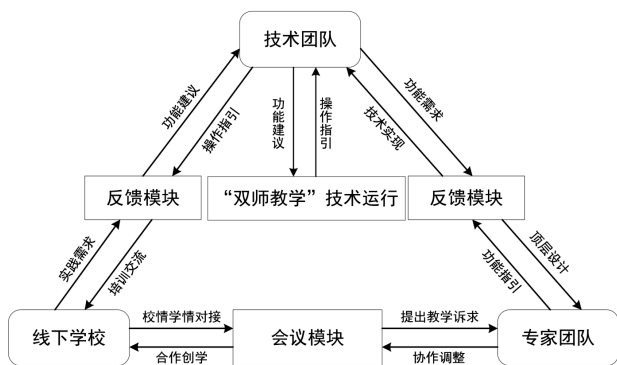 技术团队
功能建议
操作指引
功能建议
操作指引
功能需求
技术实现
反馈模块
“双师教学”技术运行
反馈模块
实践需求
培训交流
顶层设计
功能指引
线下学校
校情学情对接
合作创学
会议模块
提出教学诉求
协作调整
专家团队